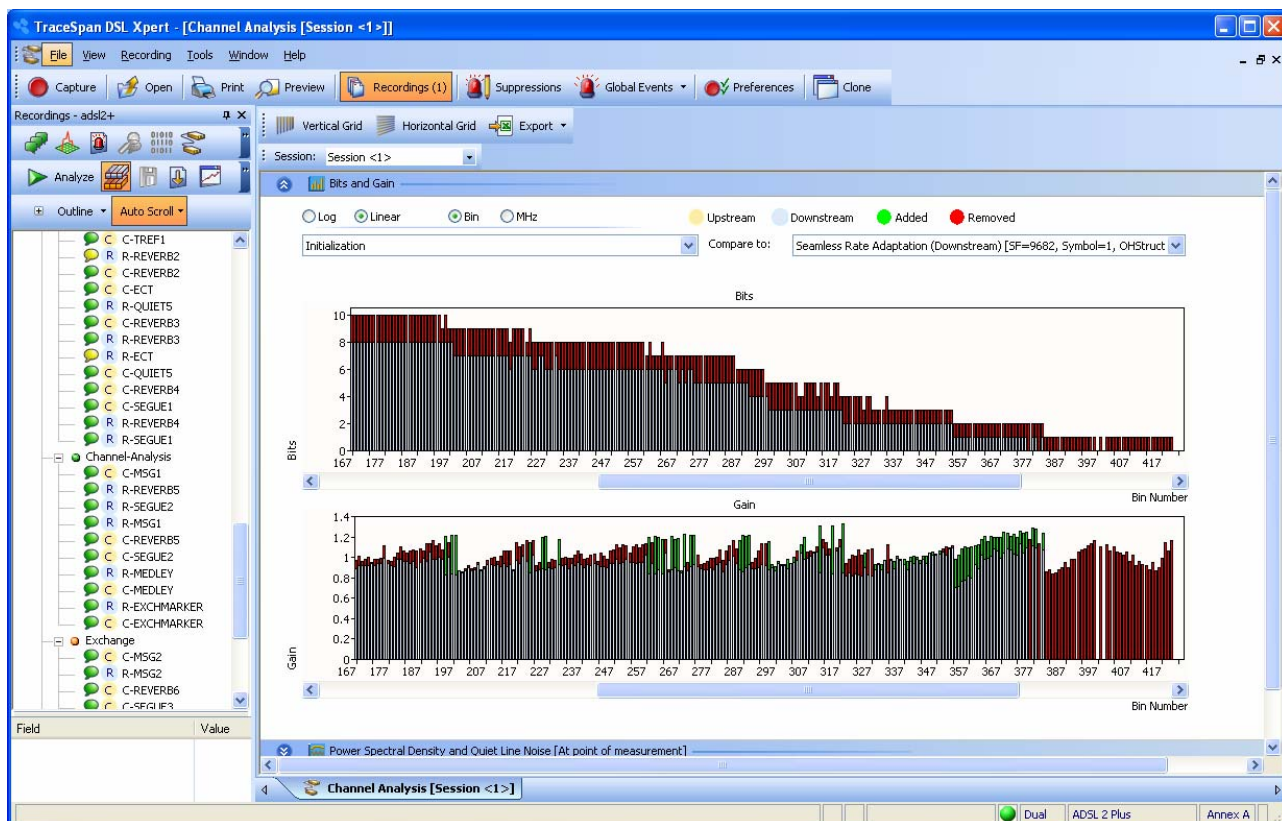 TraceSpan DSL Xpert - [Channel Analysis [Session <1>]]
File View Recording Tools Window Help
Capture Open Print Preview Recordings (1) Suppressions Global Events Preferences Clone
Recordings - adsl2+
Vertical Grid Horizontal Grid Export
Session: Session <1>
Analyze
Outline Auto Scroll
C C-TREF1
R R-REVERB2
C C-REVERB2
C C-ECT
R R-QUIET5
C C-REVERB3
R R-REVERB3
R R-ECT
C C-QUIET5
C C-REVERB4
C C-SEGUE1
R R-REVERB4
R R-SEGUE1
Channel-Analysis
C C-MSG1
R R-REVERB5
R R-SEGUE2
R R-MSG1
C C-REVERB5
C C-SEGUE2
R R-MEDLEY
C C-MEDLEY
R R-EXCHMARKER
C C-EXCHMARKER
Exchange
C C-MSG2
R R-MSG2
C C-REVERB6
C C-SEGUE3
Field Value
Bits and Gain
Log Linear Bin MHz Upstream Downstream Added Removed
Initialization Compare to: Seamless Rate Adaptation (Downstream) [SF=9682, Symbol=1, OHStruct
Bits
10
8
6
4
2
0
Bits
167 177 187 197 207 217 227 237 247 257 267 277 287 297 307 317 327 337 347 357 367 377 387 397 407 417
Bin Number
Gain
1.4
1.2
1
0.8
0.6
0.4
0.2
0
Gain
167 177 187 197 207 217 227 237 247 257 267 277 287 297 307 317 327 337 347 357 367 377 387 397 407 417
Bin Number
Power Spectral Density and Quiet Line Noise [At point of measurement]
Channel Analysis [Session <1>]
Dual ADSL 2 Plus Annex A